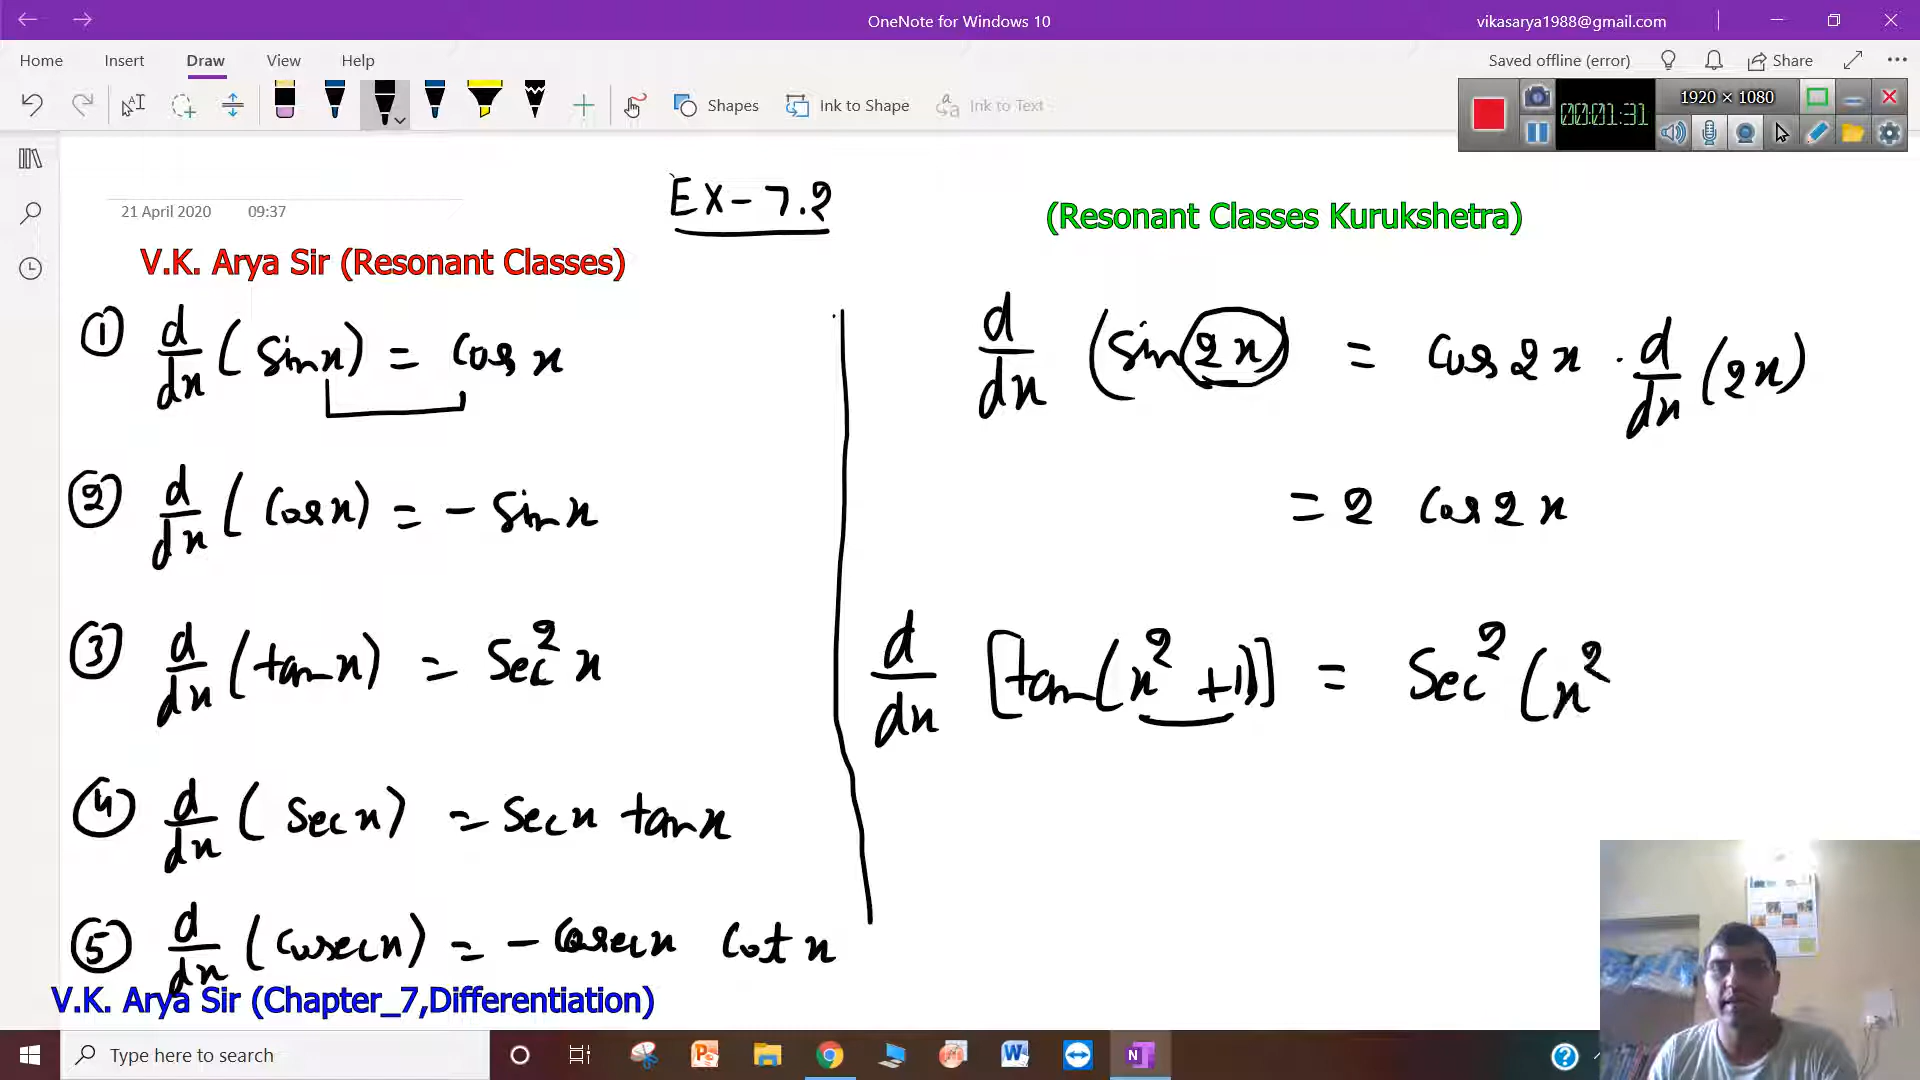 OneNote for Windows 10
vikasarya1988@gmail.com
Home Insert Draw View Help
Saved offline (error)
Share
Shapes
Ink to Shape
Ink to Text
1920 × 1080
00:01:31
EX-7.2
21 April 2020 09:37
(Resonant Classes Kurukshetra)
V.K. Arya Sir (Resonant Classes)
① d/dx (sin x) = cos x
② d/dx (cos x) = - sin x
③ d/dx (tan x) = Sec² x
④ d/dx (Sec x) = Sec x tan x
⑤ d/dx (cosec x) = - cosec x cot x
d/dx (sin 2x) = cos 2x · d/dx (2x)
= 2 cos 2x
d/dx [tan(x² +1)] = Sec² (x²
V.K. Arya Sir (Chapter_7,Differentiation)
Type here to search